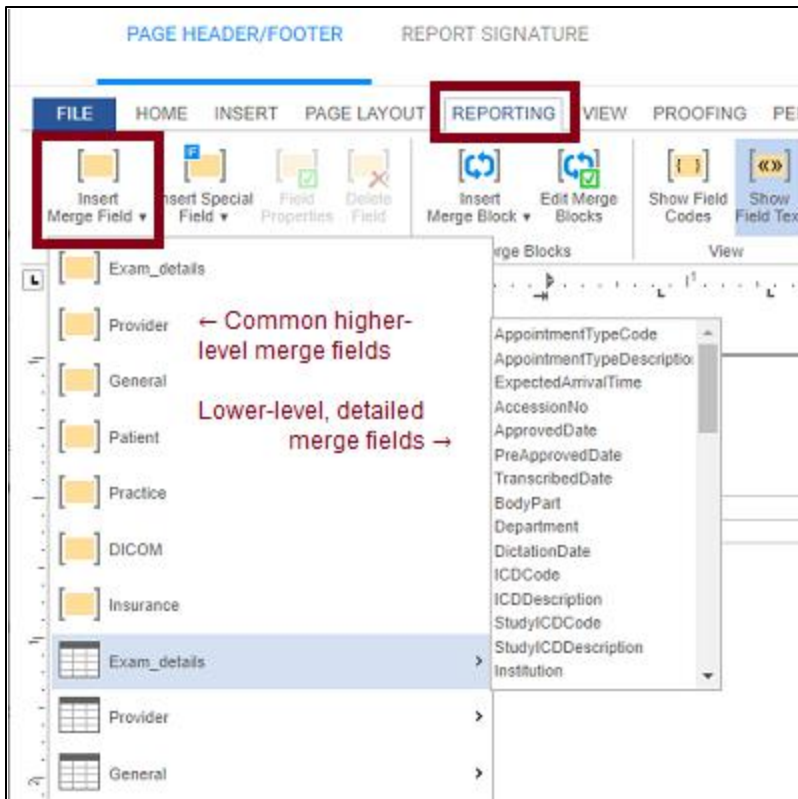 PAGE HEADER/FOOTER REPORT SIGNATURE
FILE HOME INSERT PAGE LAYOUT REPORTING VIEW PROOFING
Insert Merge Field ▾
Insert Special Field ▾
Field Properties
Delete Field
Insert Merge Block ▾
Edit Merge Blocks
Show Field Codes
Show Field Tex
Merge Blocks
View
Exam_details
Provider
General
Patient
Practice
DICOM
Insurance
Exam_details
Provider
General
← Common higher-
level merge fields
Lower-level, detailed
merge fields →
AppointmentTypeCode
AppointmentTypeDescriptio
ExpectedArrivalTime
AccessionNo
ApprovedDate
PreApprovedDate
TranscribedDate
BodyPart
Department
DictationDate
ICDCode
ICDDescription
StudyICDCode
StudyICDDescription
Institution